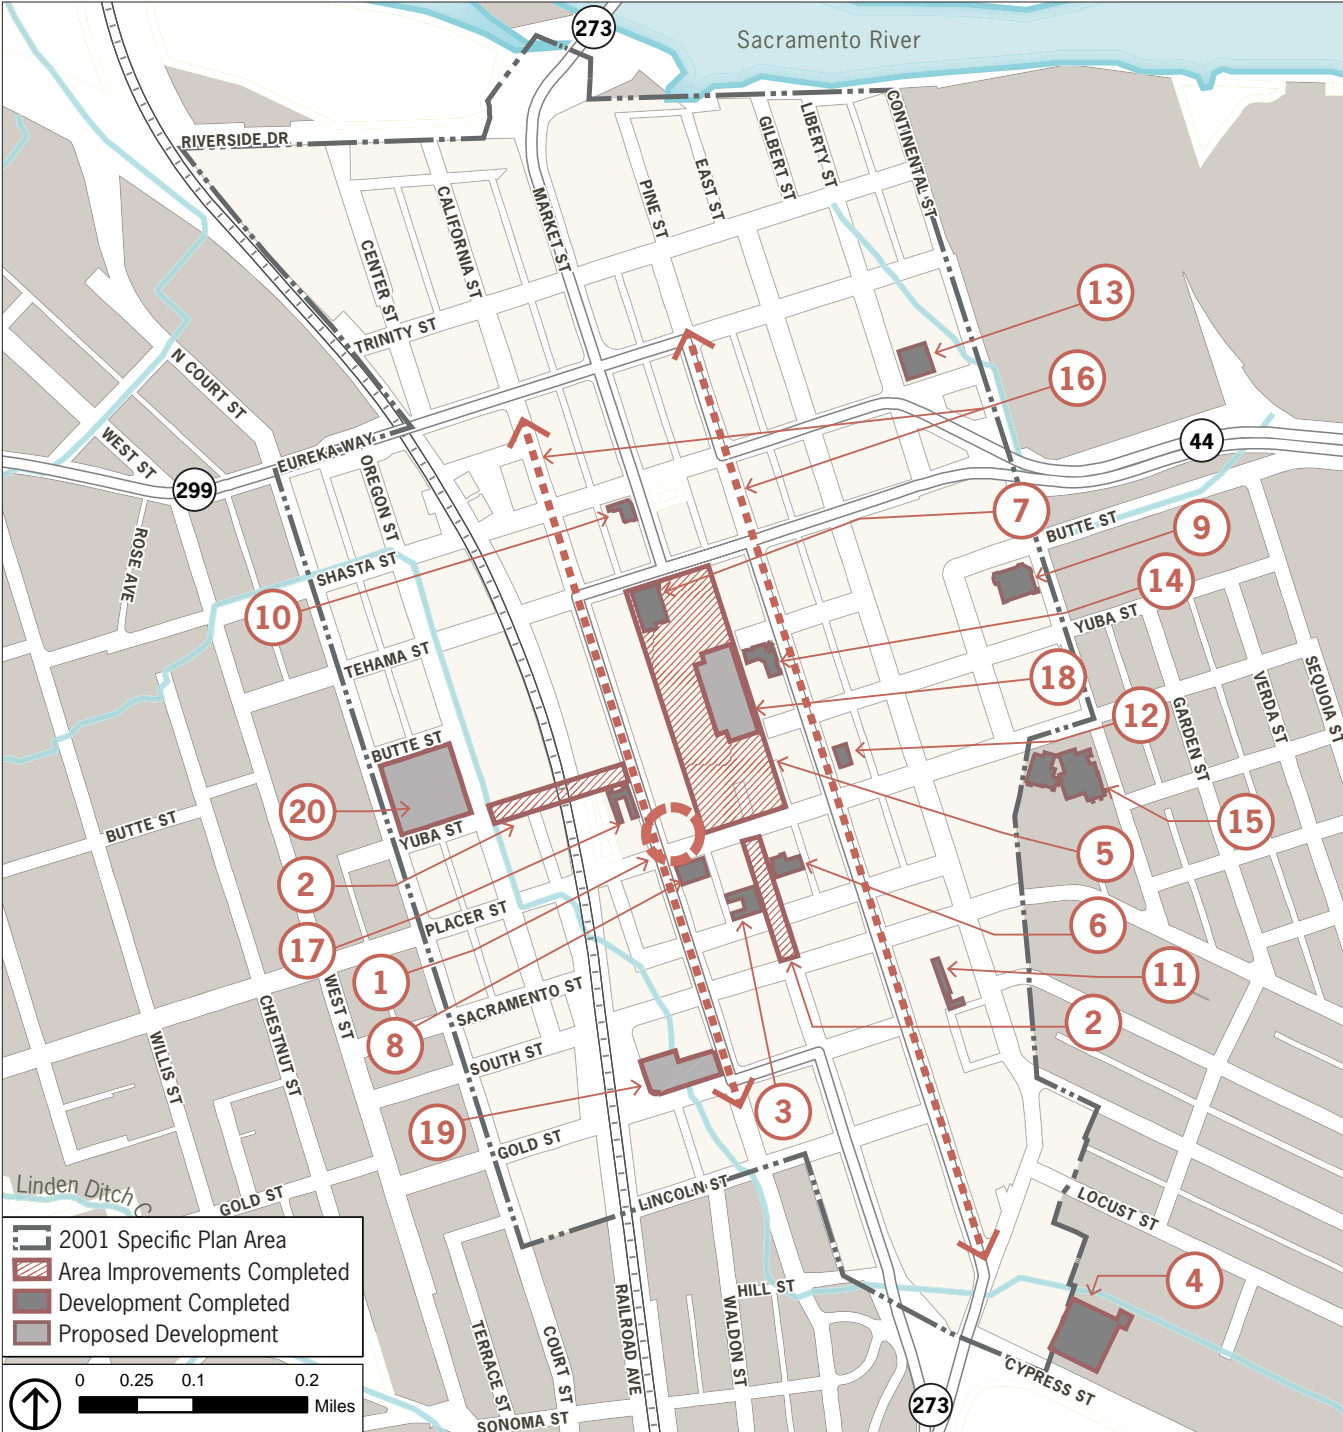 273
Sacramento River
RIVERSIDE DR.
CONTINENTAL ST
LIBERTY ST
GILBERT ST
EAST ST
PINE ST
MARKET ST
CALIFORNIA ST
CENTER ST
TRINITY ST
13
16
N COURT ST
WEST ST
EUREKA WAY
OREGON ST
44
299
7
BUTTE ST
9
ROSE AVE
SHASTA ST
14
10
YUBA ST
TEHAMA ST
18
SEQUOIA ST
VERDA ST
GARDEN ST
12
BUTTE ST
20
BUTTE ST
YUBA ST
15
5
2
PLACER ST
6
17
1
11
WEST ST
CHESTNUT ST
SACRAMENTO ST
2
8
WILLIS ST
SOUTH ST
3
19
GOLD ST
Linden Ditch C
GOLD ST
LINCOLN ST
LOCUST ST
4
HILL ST
RAILROAD AVE
WALDON ST
TERRACE ST
COURT ST
CYPRESS ST
SONOMA ST
273
2001 Specific Plan Area
Area Improvements Completed
Development Completed
Proposed Development
0 0.25 0.1 0.2
Miles